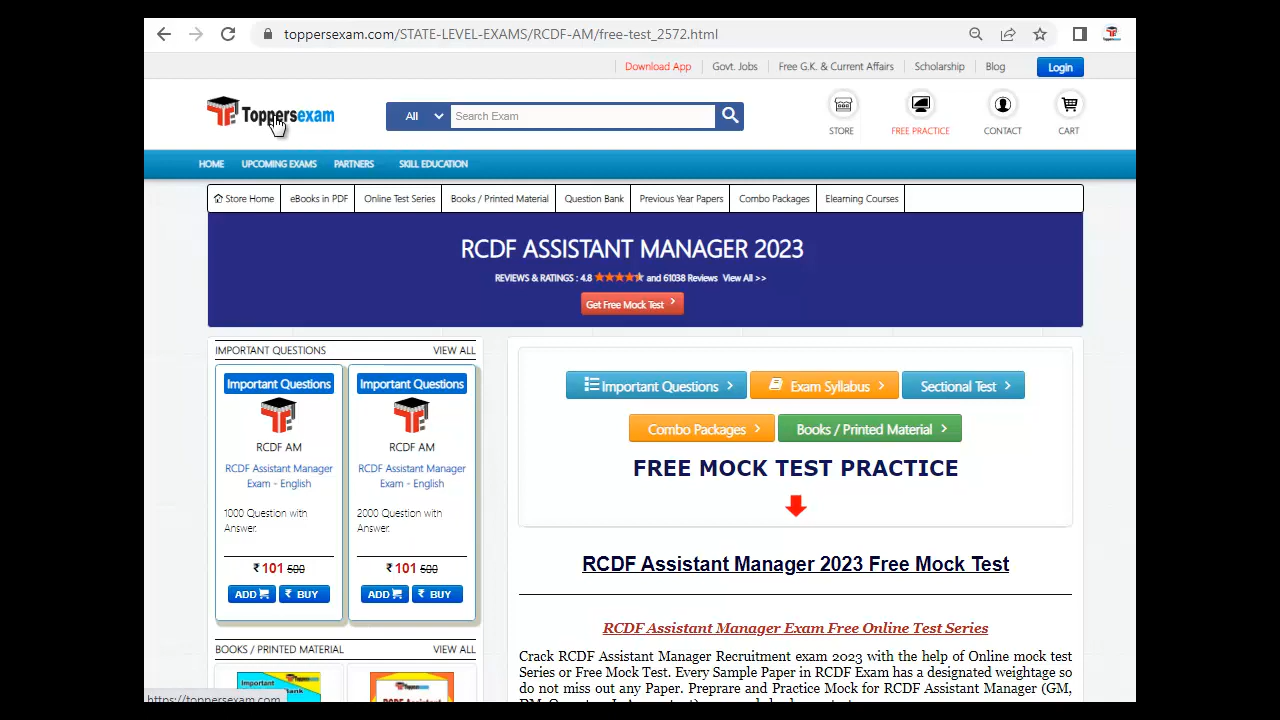 toppersexam.com/STATE-LEVEL-EXAMS/RCDF-AM/free-test_2572.html
Download App Govt. Jobs Free G.K. & Current Affairs Scholarship Blog Login
Toppersexam
All Search Exam
STORE FREE PRACTICE CONTACT CART
HOME UPCOMING EXAMS PARTNERS SKILL EDUCATION
Store Home eBooks in PDF Online Test Series Books / Printed Material Question Bank Previous Year Papers Combo Packages Elearning Courses
RCDF ASSISTANT MANAGER 2023
REVIEWS & RATINGS : 4.8 and 61038 Reviews View All >>
Get Free Mock Test
IMPORTANT QUESTIONS VIEW ALL
Important Questions
RCDF AM
RCDF Assistant Manager
Exam - English
1000 Question with
Answer.
₹ 101 500
ADD ₹ BUY
Important Questions
RCDF AM
RCDF Assistant Manager
Exam - English
2000 Question with
Answer.
₹ 101 500
ADD ₹ BUY
BOOKS / PRINTED MATERIAL VIEW ALL
Important
https://toppersexam.com
Important Questions Exam Syllabus Sectional Test
Combo Packages Books / Printed Material
FREE MOCK TEST PRACTICE
RCDF Assistant Manager 2023 Free Mock Test
RCDF Assistant Manager Exam Free Online Test Series
Crack RCDF Assistant Manager Recruitment exam 2023 with the help of Online mock test
Series or Free Mock Test. Every Sample Paper in RCDF Exam has a designated weightage so
do not miss out any Paper. Preprare and Practice Mock for RCDF Assistant Manager (GM,